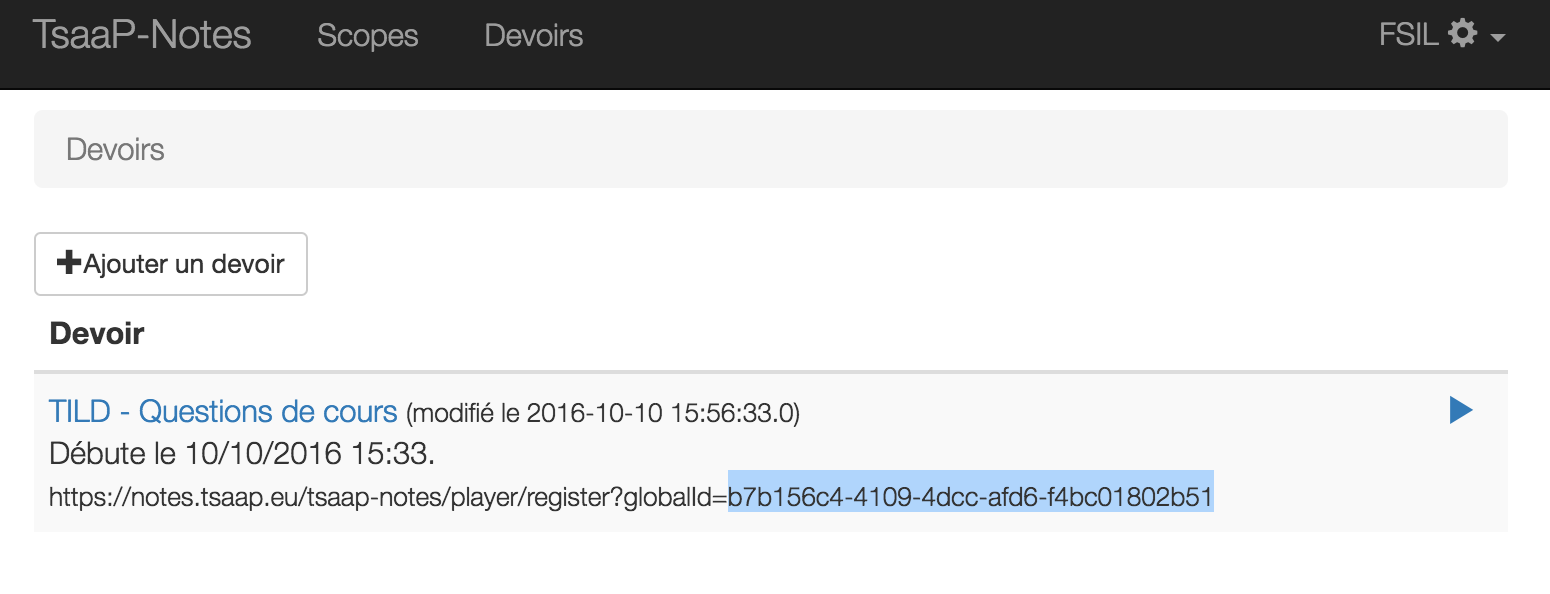 TsaaP-Notes Scopes Devoirs FSIL
Devoirs
Ajouter un devoir
Devoir
TILD - Questions de cours (modifié le 2016-10-10 15:56:33.0)
Débute le 10/10/2016 15:33.
https://notes.tsaap.eu/tsaap-notes/player/register?globalId=b7b156c4-4109-4dcc-afd6-f4bc01802b51